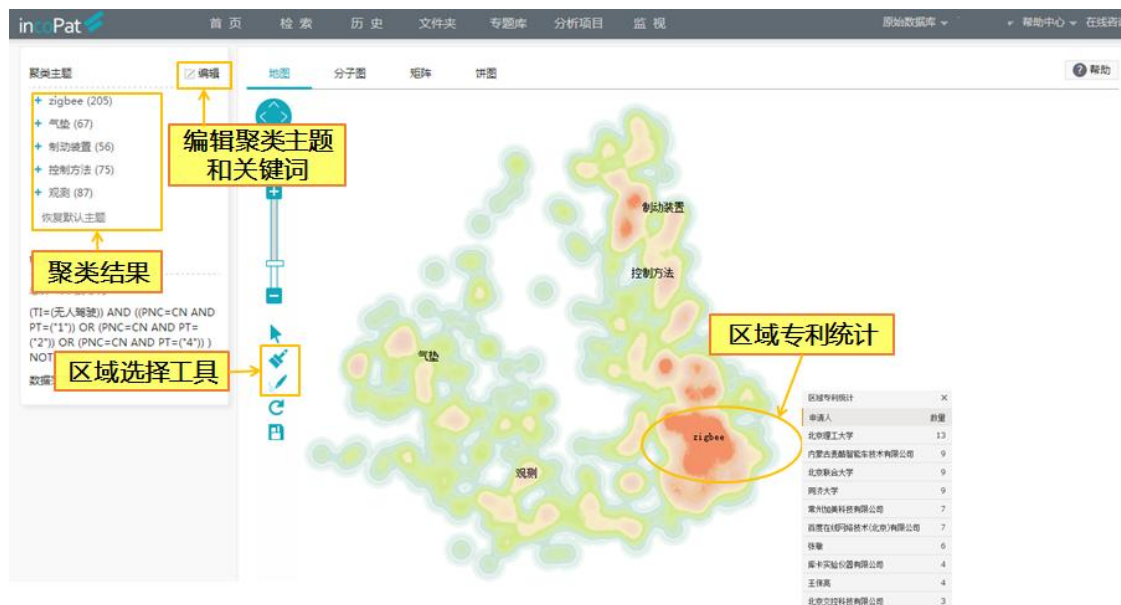 incoPat
首 页 检 索 历 史 文件夹 专题库 分析项目 监 视 原始数据库 帮助中心 在线咨询
聚类主题 编辑
地图 分子图 矩阵 饼图 帮助
+ zigbee (205)
+ 气垫 (67)
+ 制动装置 (56)
+ 控制方法 (75)
+ 观测 (87)
恢复默认主题
编辑聚类主题
和关键词
聚类结果
(TI=(无人驾驶)) AND ((PNC=CN AND
PT=("1")) OR (PNC=CN AND PT=
("2")) OR (PNC=CN AND PT=("4")) )
NOT
区域选择工具
制动装置
控制方法
气垫
zigbee
观测
区域专利统计
区域专利统计 ×
申请人 数量
北京理工大学 13
内蒙古麦酷智能车技术有限公司 9
北京联合大学 9
同济大学 9
常州加美科技有限公司 7
百度在线网络技术(北京)有限公司 7
张敏 6
库卡实验仪器有限公司 4
王保亮 4
北京交控科技有限公司 3